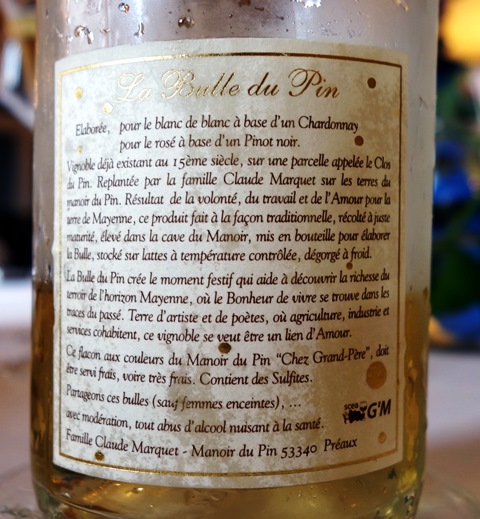 La Bulle du Pin
Elaborée, pour le blanc de blanc à base d'un Chardonnay
pour le rosé à base d'un Pinot noir.
Vignoble déjà existant au 15ème siècle, sur une parcelle appelée le Clos
du Pin. Replantée par la famille Claude Marquet sur les terres du
manoir du Pin. Résultat de la volonté, du travail et de l'Amour pour la
terre de Mayenne, ce produit fait à la façon traditionnelle, récolté à juste
maturité, élevé dans la cave du Manoir, mis en bouteille pour élaborer
la Bulle, stocké sur lattes à température contrôlée, dégorgé à froid.
La Bulle du Pin crée le moment festif qui aide à découvrir la richesse du
terroir de l'horizon Mayenne, où le Bonheur de vivre se trouve dans les
traces du passé. Terre d'artiste et de poètes, où agriculture, industrie et
services cohabitent, ce vignoble se veut être un lien d'Amour.
Ce flacon aux couleurs du Manoir du Pin "Chez Grand-Père", doit
être servi frais, voire très frais. Contient des Sulfites.
Partageons ces bulles (sauf femmes enceintes), ...
avec modération, tout abus d'alcool nuisant à la santé.
Famille Claude Marquet - Manoir du Pin 53340 Préaux
scea
G'M